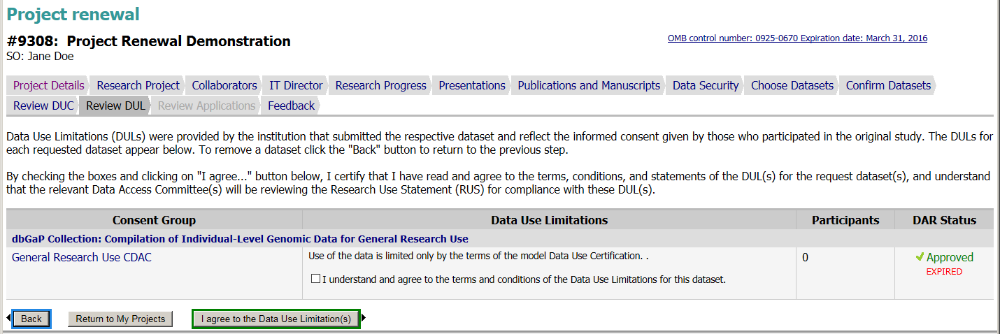 Project renewal
#9308: Project Renewal Demonstration
OMB control number: 0925-0670 Expiration date: March 31, 2016
SO: Jane Doe
Project Details Research Project Collaborators IT Director Research Progress Presentations Publications and Manuscripts Data Security Choose Datasets Confirm Datasets
Review DUC Review DUL Review Applications Feedback
Data Use Limitations (DULs) were provided by the institution that submitted the respective dataset and reflect the informed consent given by those who participated in the original study. The DULs for
each requested dataset appear below. To remove a dataset click the "Back" button to return to the previous step.
By checking the boxes and clicking on "I agree..." button below, I certify that I have read and agree to the terms, conditions, and statements of the DUL(s) for the request dataset(s), and understand
that the relevant Data Access Committee(s) will be reviewing the Research Use Statement (RUS) for compliance with these DUL(s).
Consent Group Data Use Limitations Participants DAR Status
dbGaP Collection: Compilation of Individual-Level Genomic Data for General Research Use
General Research Use CDAC Use of the data is limited only by the terms of the model Data Use Certification. . 0 Approved
EXPIRED
I understand and agree to the terms and conditions of the Data Use Limitations for this dataset.
Back Return to My Projects I agree to the Data Use Limitation(s)